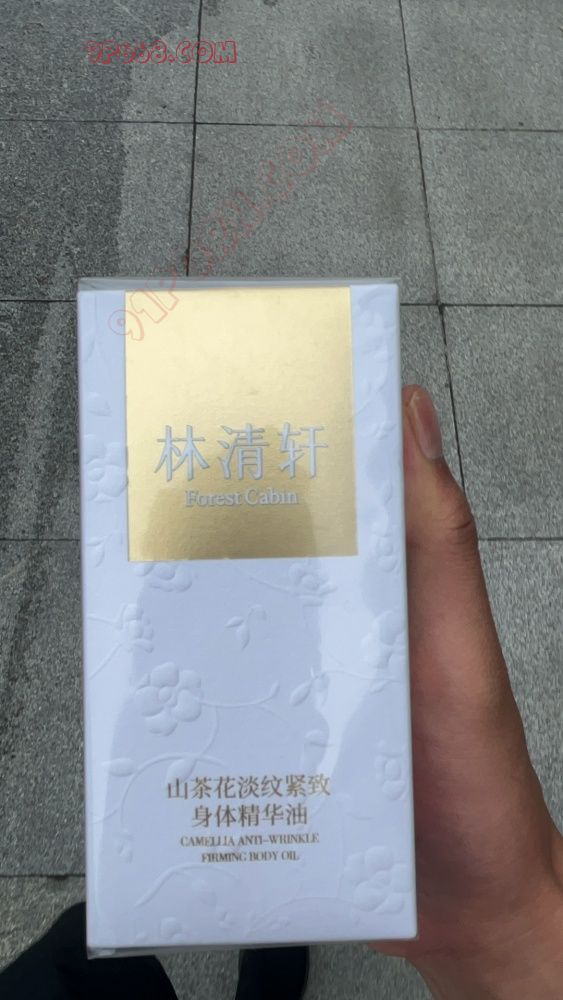 林清轩
Forest Cabin
山茶花淡纹紧致
身体精华油
CAMELLIA ANTI-WRINKLE
FIRMING BODY OIL